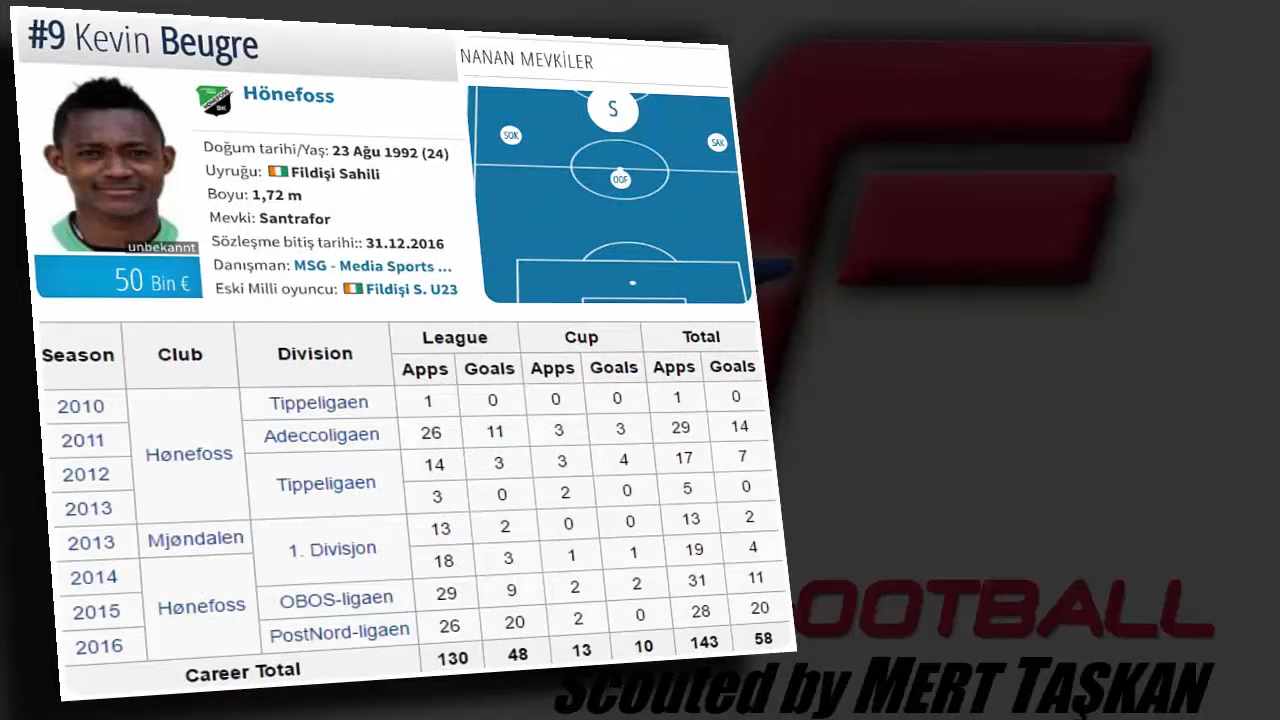 #9 Kevin Beugre
NANAN MEVKİLER
Hönefoss
Doğum tarihi/Yaş: 23 Ağu 1992 (24)
Uyruğu: Fildişi Sahili
Boyu: 1,72 m
Mevki: Santrafor
Sözleşme bitiş tarihi:: 31.12.2016
Danışman: MSG - Media Sports ...
Eski Milli oyuncu: Fildişi S. U23
unbekannt
50 Bin €
S
SOK
SAK
OOF
League Cup Total
Season Club Division Apps Goals Apps Goals Apps Goals
2010 Hønefoss Tippeligaen 1 0 0 0 1 0
2011 Adeccoligaen 26 11 3 3 29 14
2012 Tippeligaen 14 3 3 4 17 7
2013 3 0 2 0 5 0
2013 Mjøndalen 1. Divisjon 13 2 0 0 13 2
2014 Hønefoss 18 3 1 1 19 4
2015 OBOS-ligaen 29 9 2 2 31 11
2016 PostNord-ligaen 26 20 2 0 28 20
Career Total 130 48 13 10 143 58
OOTBALL
Scouted by MERT TAŞKAN